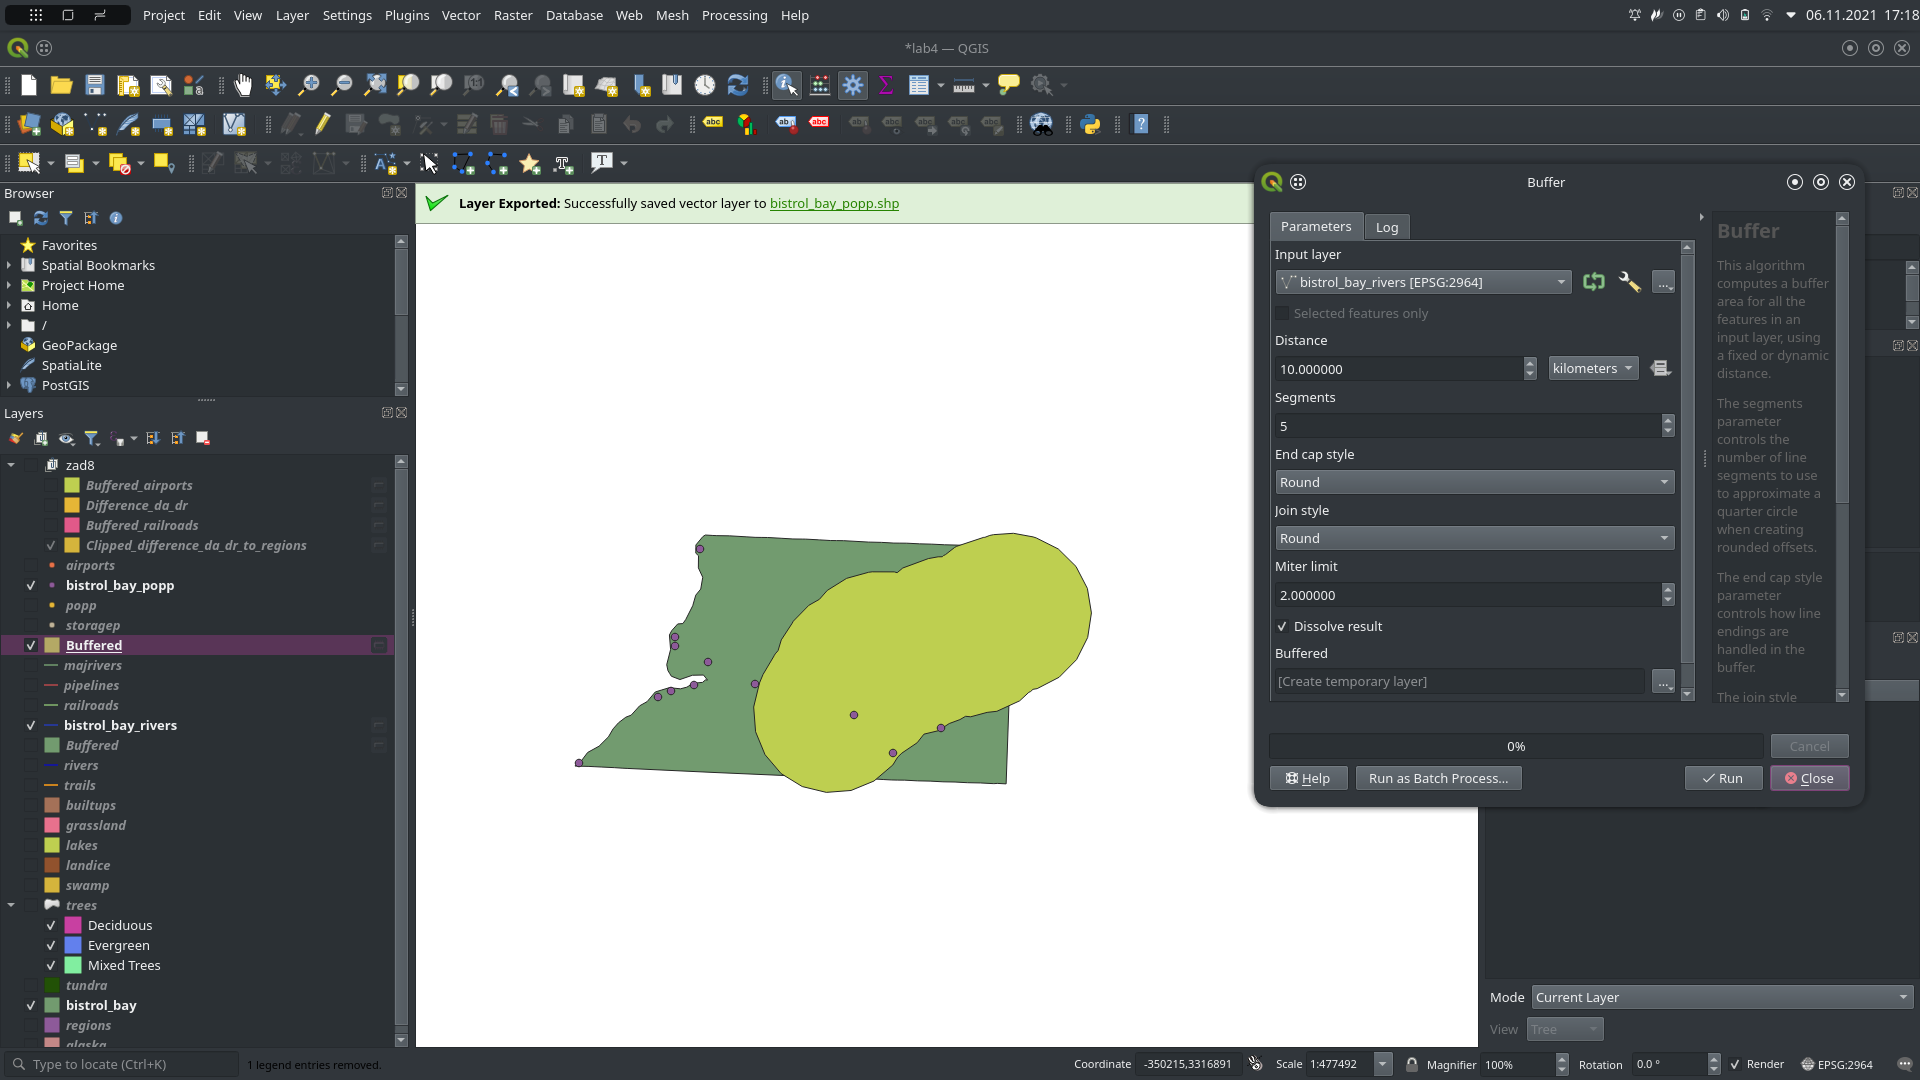 Project Edit View Layer Settings Plugins Vector Raster Database Web Mesh Processing Help
06.11.2021 17:18
*lab4 — QGIS
Browser
Favorites
Spatial Bookmarks
Project Home
Home
/
GeoPackage
SpatiaLite
PostGIS
Layers
zad8
Buffered_airports
Difference_da_dr
Buffered_railroads
Clipped_difference_da_dr_to_regions
airports
bistrol_bay_popp
popp
storagep
Buffered
majrivers
pipelines
railroads
bistrol_bay_rivers
Buffered
rivers
trails
builtups
grassland
lakes
landice
swamp
trees
Deciduous
Evergreen
Mixed Trees
tundra
bistrol_bay
regions
alaska
Layer Exported: Successfully saved vector layer to bistrol_bay_popp.shp
Buffer
Parameters Log
Input layer
bistrol_bay_rivers [EPSG:2964]
...
Selected features only
Distance
10.000000 kilometers
Segments
5
End cap style
Round
Join style
Round
Miter limit
2.000000
Dissolve result
Buffered
[Create temporary layer] ...
0% Cancel
Help Run as Batch Process... Run Close
Buffer
This algorithm
computes a buffer
area for all the
features in an
input layer, using
a fixed or dynamic
distance.
The segments
parameter
controls the
number of line
segments to use
to approximate a
quarter circle
when creating
rounded offsets.
The end cap style
parameter
controls how line
endings are
handled in the
buffer.
The join style
Mode Current Layer
View Tree
Type to locate (Ctrl+K) 1 legend entries removed. Coordinate -350215,3316891 Scale 1:477492 Magnifier 100% Rotation 0.0 ° Render EPSG:2964